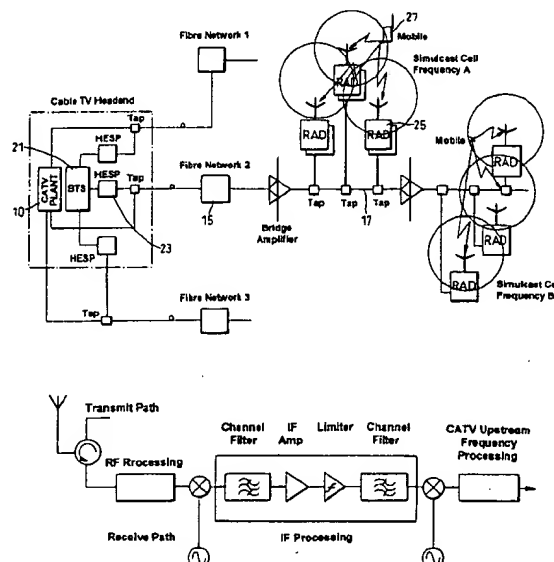 Fibre Network 1
27
Mobile
Simulcast Cell
Frequency A
Cable TV Headend
Tap
RAD
21
HESP
RAD
25
RAD
Mobile
Fibre Network 2
10
CATV
PLANT
BTS
HESP
Tap
RAD
23
15
Bridge
Amplifier
Tap
Tap
Tap
17
Tap
HESP
RAD
RAD
Fibre Network 3
Simulcast Ce
Frequency B
Tap
Transmit Path
Channel
Filter
IF
Amp
Limiter
Channel
Filter
CATV Upstream
Frequency
Processing
RF Rrocessing
Receive Path
IF Processing